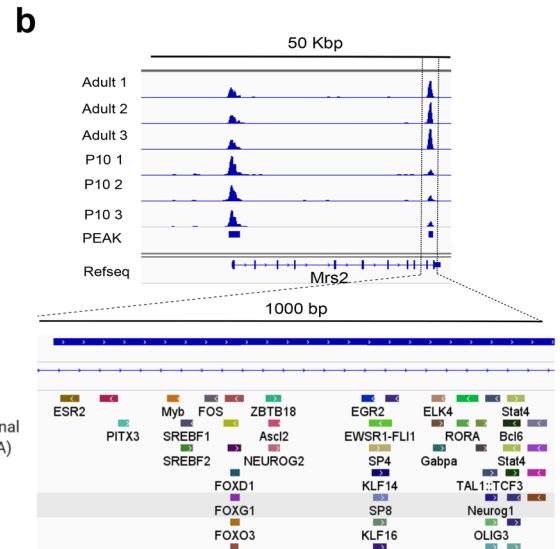 b
50 Kbp
Adult 1
Adult 2
Adult 3
P10 1
P10 2
P10 3
PEAK
Refseq
Mrs2
1000 bp
nal
A)
ESR2 Myb FOS ZBTB18 EGR2 ELK4 Stat4
PITX3 SREBF1 Ascl2 EWSR1-FLI1 RORA Bcl6
SREBF2 NEUROG2 SP4 Gabpa Stat4
FOXD1 KLF14 TAL1::TCF3
FOXG1 SP8 Neurog1
FOXO3 KLF16 OLIG3